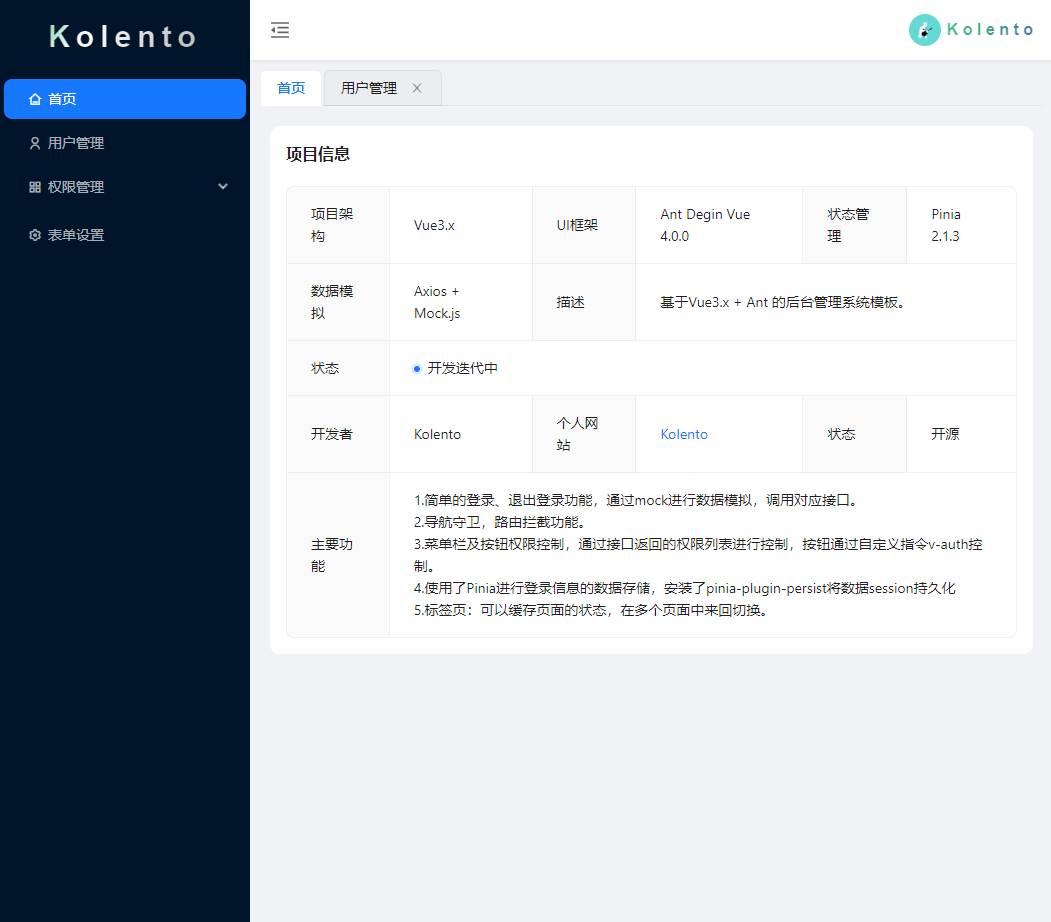 Kolento
首页
用户管理
权限管理
表单设置
Kolento
首页
用户管理
项目信息
项目架
构
Vue3.x
UI框架
Ant Degin Vue
4.0.0
状态管
理
Pinia
2.1.3
数据模
拟
Axios +
Mock.js
描述
基于Vue3.x + Ant 的后台管理系统模板。
状态
开发迭代中
开发者
Kolento
个人网
站
Kolento
状态
开源
主要功
能
1.简单的登录、退出登录功能，通过mock进行数据模拟，调用对应接口。
2.导航守卫，路由拦截功能。
3.菜单栏及按钮权限控制，通过接口返回的权限列表进行控制，按钮通过自定义指令v-auth控
制。
4.使用了Pinia进行登录信息的数据存储，安装了pinia-plugin-persist将数据session持久化
5.标签页：可以缓存页面的状态，在多个页面中来回切换。